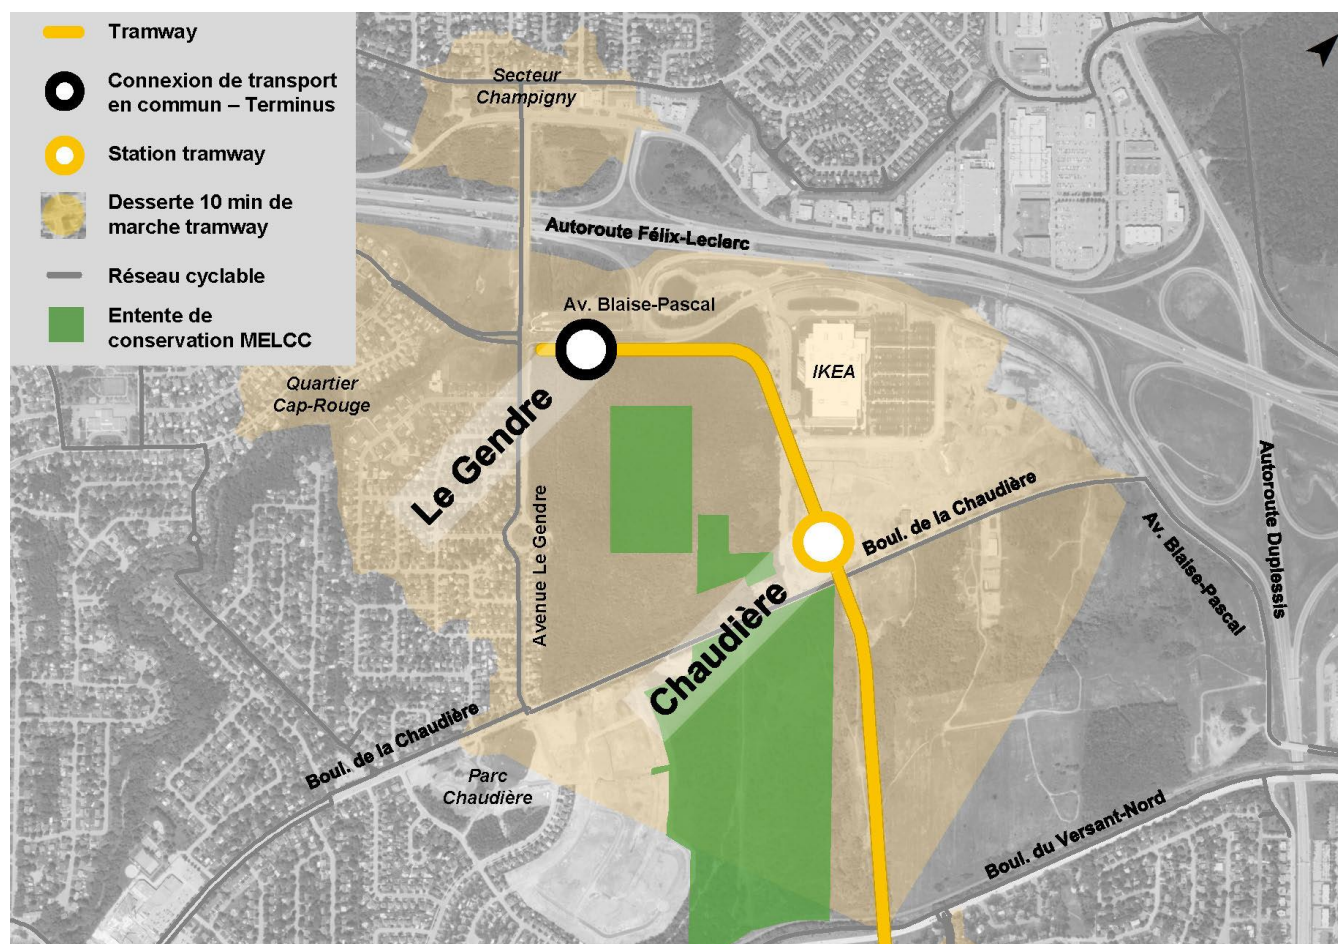 Tramway
Connexion de transport
en commun – Terminus
Station tramway
Desserte 10 min de
marche tramway
Réseau cyclable
Entente de
conservation MELCC
Secteur
Champigny
Autoroute Félix-Leclerc
Av. Blaise-Pascal
IKEA
Quartier
Cap-Rouge
Le Gendre
Avenue Le Gendre
Boul. de la Chaudière
Av. Blaise-Pascal
Autoroute Duplessis
Chaudière
Boul. de la Chaudière
Parc
Chaudière
Boul. du Versant-Nord